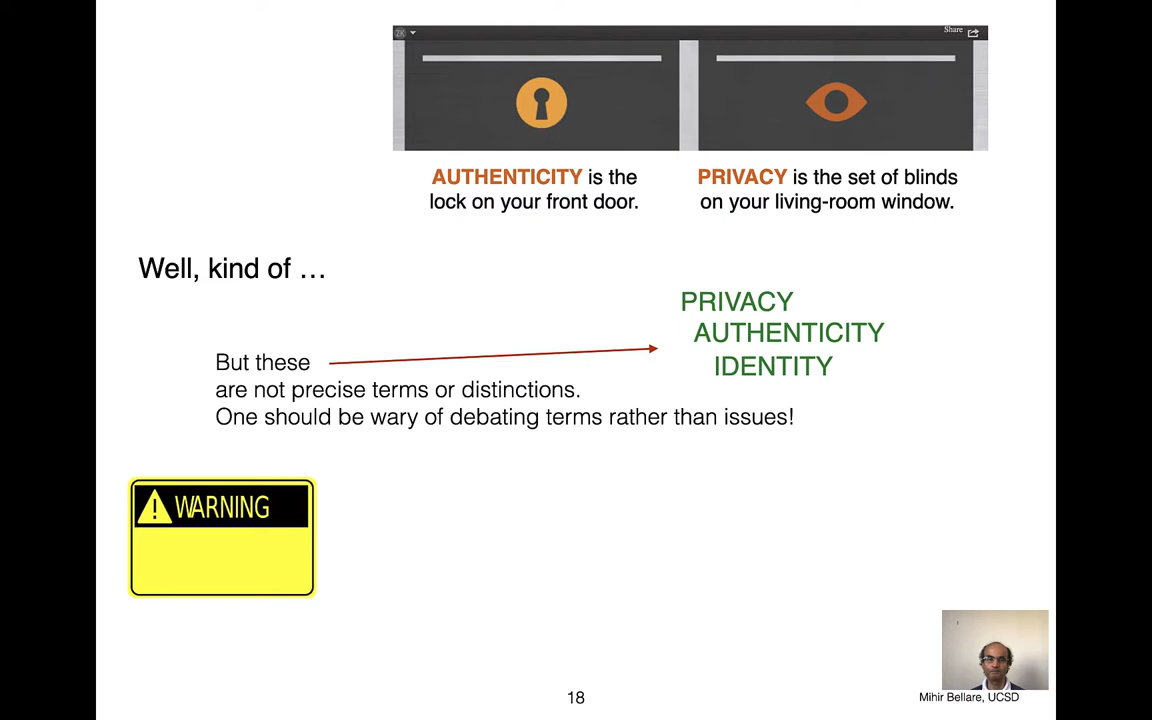 Share
AUTHENTICITY is the
lock on your front door.
PRIVACY is the set of blinds
on your living-room window.
Well, kind of …
PRIVACY
AUTHENTICITY
IDENTITY
But these
are not precise terms or distinctions.
One should be wary of debating terms rather than issues!
! WARNING
18
Mihir Bellare, UCSD